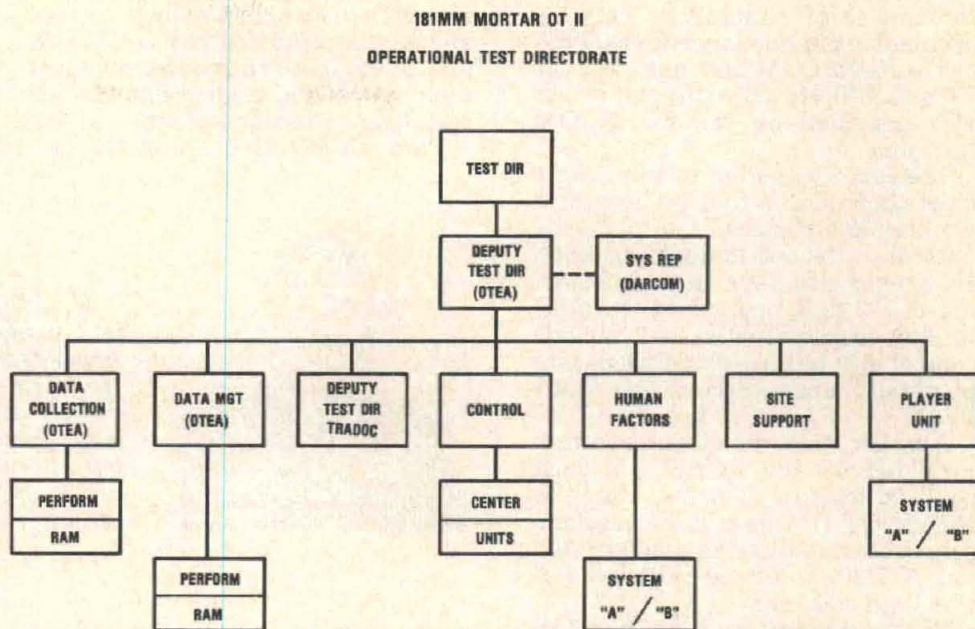 181MM MORTAR OT II
OPERATIONAL TEST DIRECTORATE
TEST DIR
DEPUTY
TEST DIR
(OTEA)
SYS REP
(DARCOM)
DATA
COLLECTION
(OTEA)
DATA MGT
(OTEA)
DEPUTY
TEST DIR
TRADOC
CONTROL
HUMAN
FACTORS
SITE
SUPPORT
PLAYER
UNIT
PERFORM
RAM
CENTER
UNITS
SYSTEM
"A" / "B"
PERFORM
RAM
SYSTEM
"A" / "B"